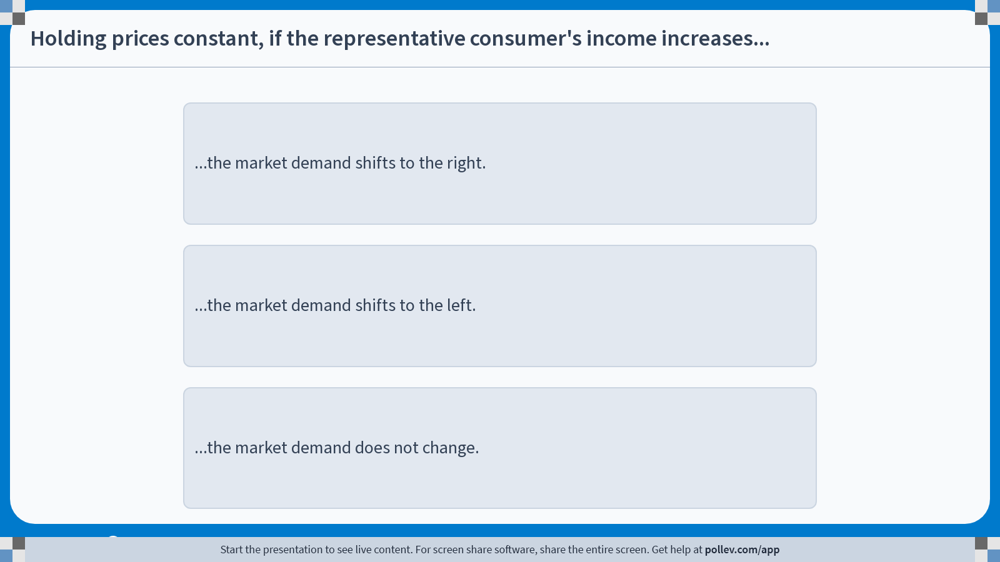 Holding prices constant, if the representative consumer's income increases...
...the market demand shifts to the right.
...the market demand shifts to the left.
...the market demand does not change.
Start the presentation to see live content. For screen share software, share the entire screen. Get help at pollev.com/app